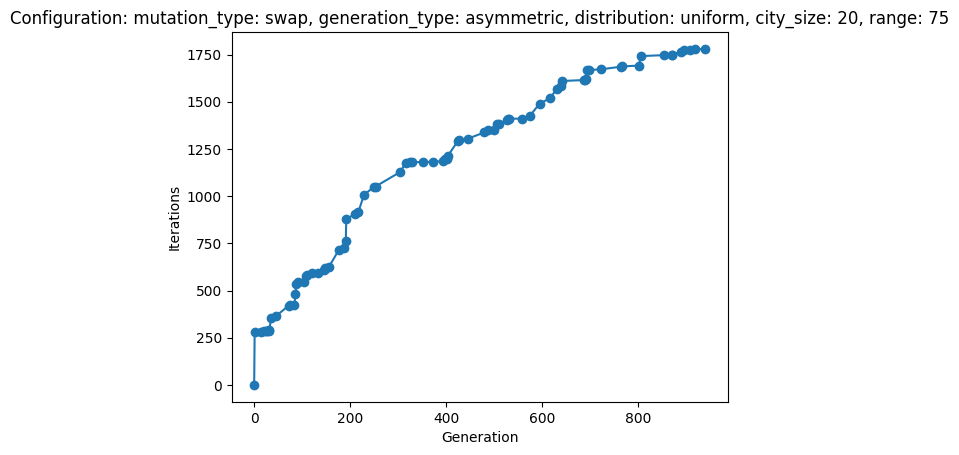 Configuration: mutation_type: swap, generation_type: asymmetric, distribution: uniform, city_size: 20, range: 75
1750
1500
1250
1000
750
500
250
0
Iterations
0 200 400 600 800
Generation